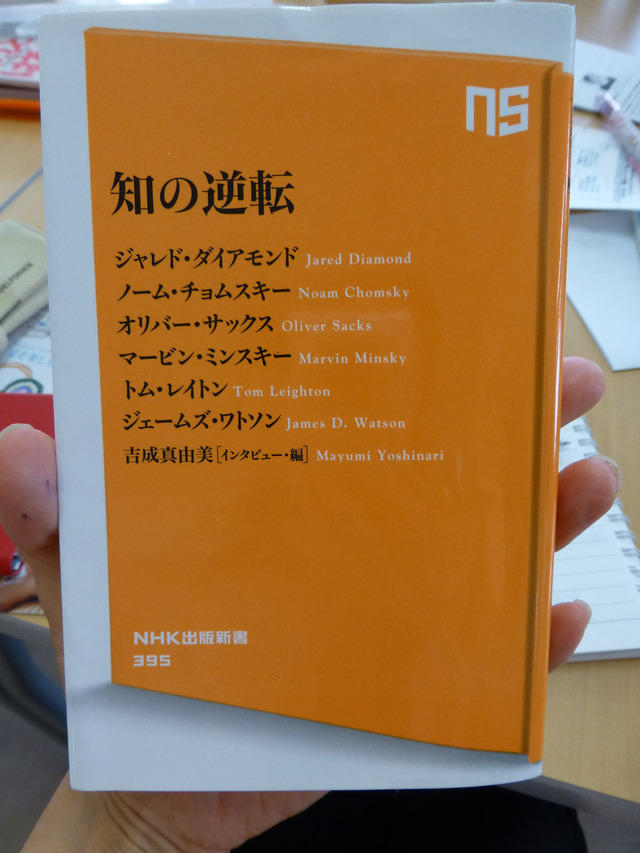 NS
知の逆転
ジャレド・ダイアモンド Jared Diamond
ノーム・チョムスキー Noam Chomsky
オリバー・サックス Oliver Sacks
マービン・ミンスキー Marvin Minsky
トム・レイトン Tom Leighton
ジェームズ・ワトソン James D. Watson
吉成真由美[インタビュー・編] Mayumi Yoshinari
NHK出版新書
395